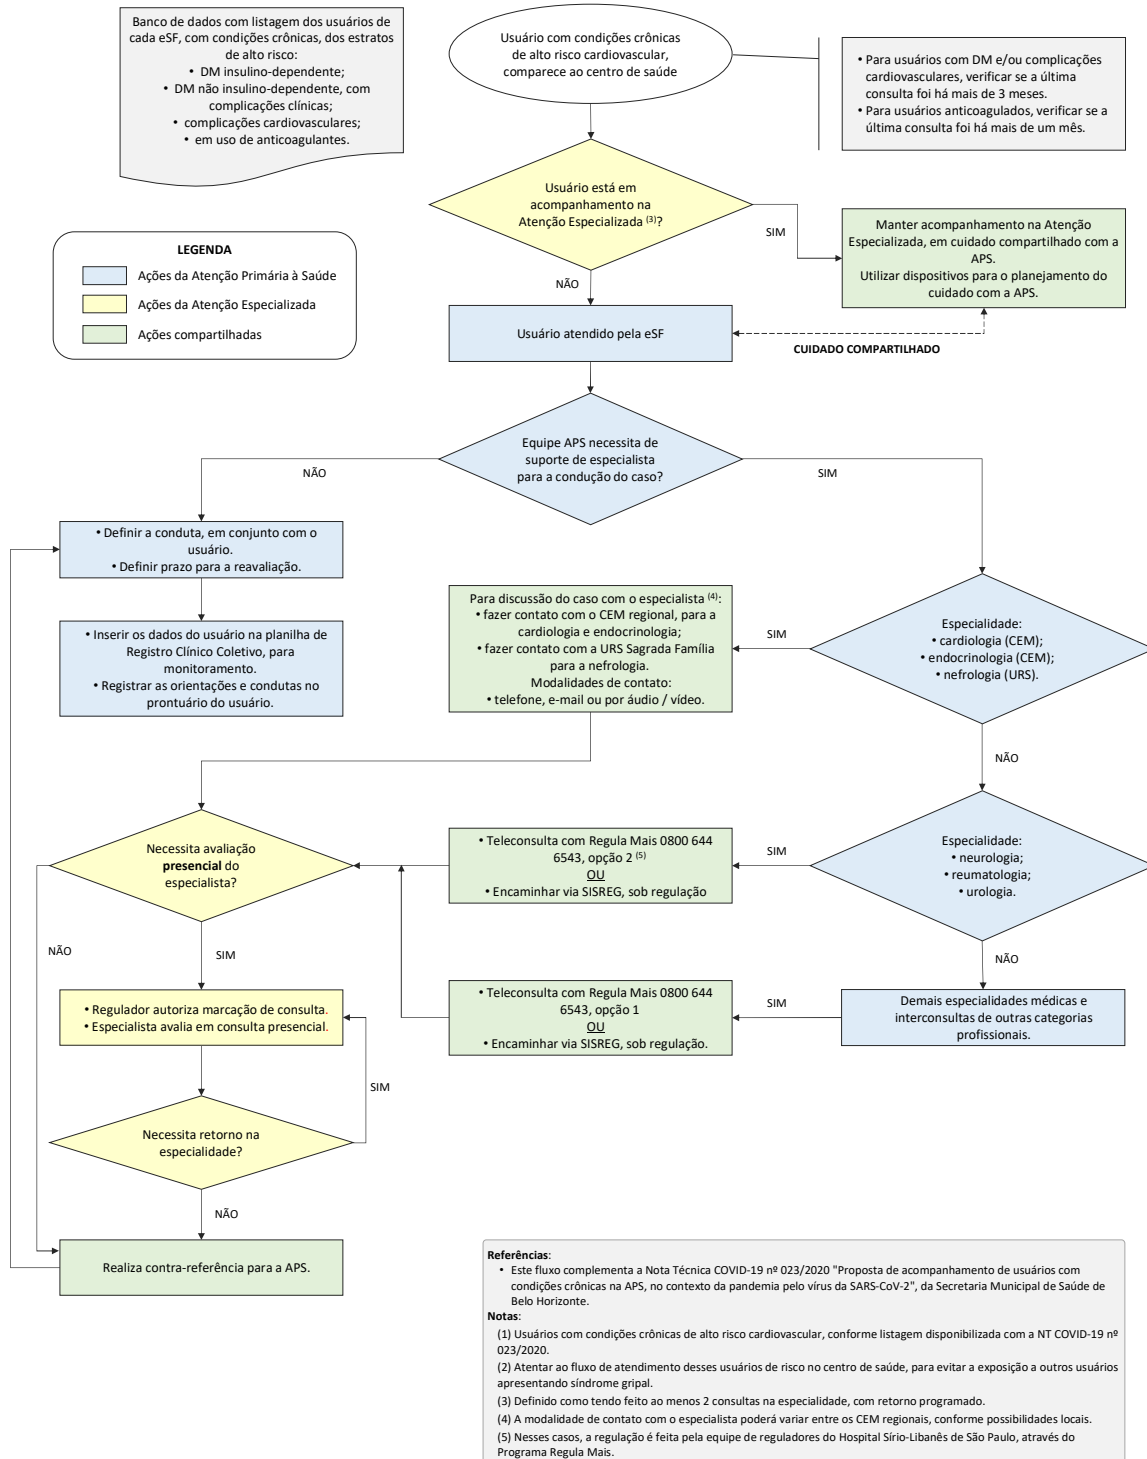 Banco de dados com listagem dos usuários de
cada eSF, com condições crônicas, dos estratos
de alto risco:
• DM insulino-dependente;
• DM não insulino-dependente, com
complicações clínicas;
• complicações cardiovasculares;
• em uso de anticoagulantes.
Usuário com condições crônicas
de alto risco cardiovascular,
comparece ao centro de saúde
• Para usuários com DM e/ou complicações
cardiovasculares, verificar se a última
consulta foi há mais de 3 meses.
• Para usuários anticoagulados, verificar se a
última consulta foi há mais de um mês.
Usuário está em
acompanhamento na
Atenção Especializada (3)?
SIM
Manter acompanhamento na Atenção
Especializada, em cuidado compartilhado com a
APS.
Utilizar dispositivos para o planejamento do
cuidado com a APS.
LEGENDA
Ações da Atenção Primária à Saúde
Ações da Atenção Especializada
Ações compartilhadas
NÃO
Usuário atendido pela eSF
CUIDADO COMPARTILHADO
Equipe APS necessita de
suporte de especialista
para a condução do caso?
NÃO
SIM
• Definir a conduta, em conjunto com o
usuário.
• Definir prazo para a reavaliação.
• Inserir os dados do usuário na planilha de
Registro Clínico Coletivo, para
monitoramento.
• Registrar as orientações e condutas no
prontuário do usuário.
Para discussão do caso com o especialista (4):
• fazer contato com o CEM regional, para a
cardiologia e endocrinologia;
• fazer contato com a URS Sagrada Família
para a nefrologia.
Modalidades de contato:
• telefone, e-mail ou por áudio / vídeo.
SIM
Especialidade:
• cardiologia (CEM);
• endocrinologia (CEM);
• nefrologia (URS).
NÃO
Necessita avaliação
presencial do
especialista?
• Teleconsulta com Regula Mais 0800 644
6543, opção 2 (5)
OU
• Encaminhar via SISREG, sob regulação
SIM
Especialidade:
• neurologia;
• reumatologia;
• urologia.
NÃO
SIM
NÃO
• Regulador autoriza marcação de consulta.
• Especialista avalia em consulta presencial.
• Teleconsulta com Regula Mais 0800 644
6543, opção 1
OU
• Encaminhar via SISREG, sob regulação.
SIM
Demais especialidades médicas e
interconsultas de outras categorias
profissionais.
SIM
Necessita retorno na
especialidade?
NÃO
Realiza contra-referência para a APS.
Referências:
• Este fluxo complementa a Nota Técnica COVID-19 nº 023/2020 "Proposta de acompanhamento de usuários com
condições crônicas na APS, no contexto da pandemia pelo vírus da SARS-CoV-2", da Secretaria Municipal de Saúde de
Belo Horizonte.
Notas:
(1) Usuários com condições crônicas de alto risco cardiovascular, conforme listagem disponibilizada com a NT COVID-19 nº
023/2020.
(2) Atentar ao fluxo de atendimento desses usuários de risco no centro de saúde, para evitar a exposição a outros usuários
apresentando síndrome gripal.
(3) Definido como tendo feito ao menos 2 consultas na especialidade, com retorno programado.
(4) A modalidade de contato com o especialista poderá variar entre os CEM regionais, conforme possibilidades locais.
(5) Nesses casos, a regulação é feita pela equipe de reguladores do Hospital Sírio-Libanês de São Paulo, através do
Programa Regula Mais.